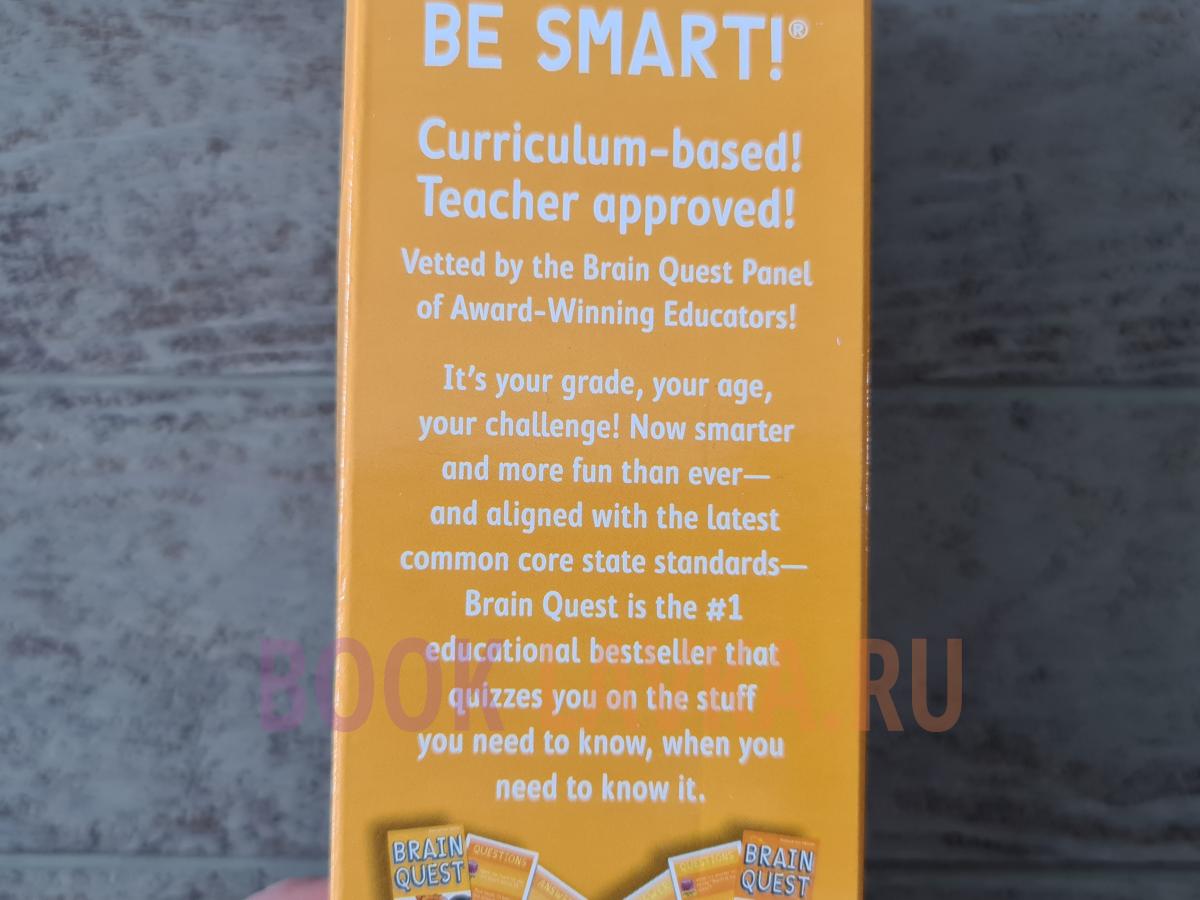 BE SMART!®
Curriculum-based!
Teacher approved!
Vetted by the Brain Quest Panel
of Award-Winning Educators!
It's your grade, your age,
your challenge! Now smarter
and more fun than ever—
and aligned with the latest
common core state standards—
Brain Quest is the #1
educational bestseller that
quizzes you on the stuff
you need to know, when you
need to know it.
BRAIN QUEST
QUESTIONS
QUESTIONS
BRAIN QUEST